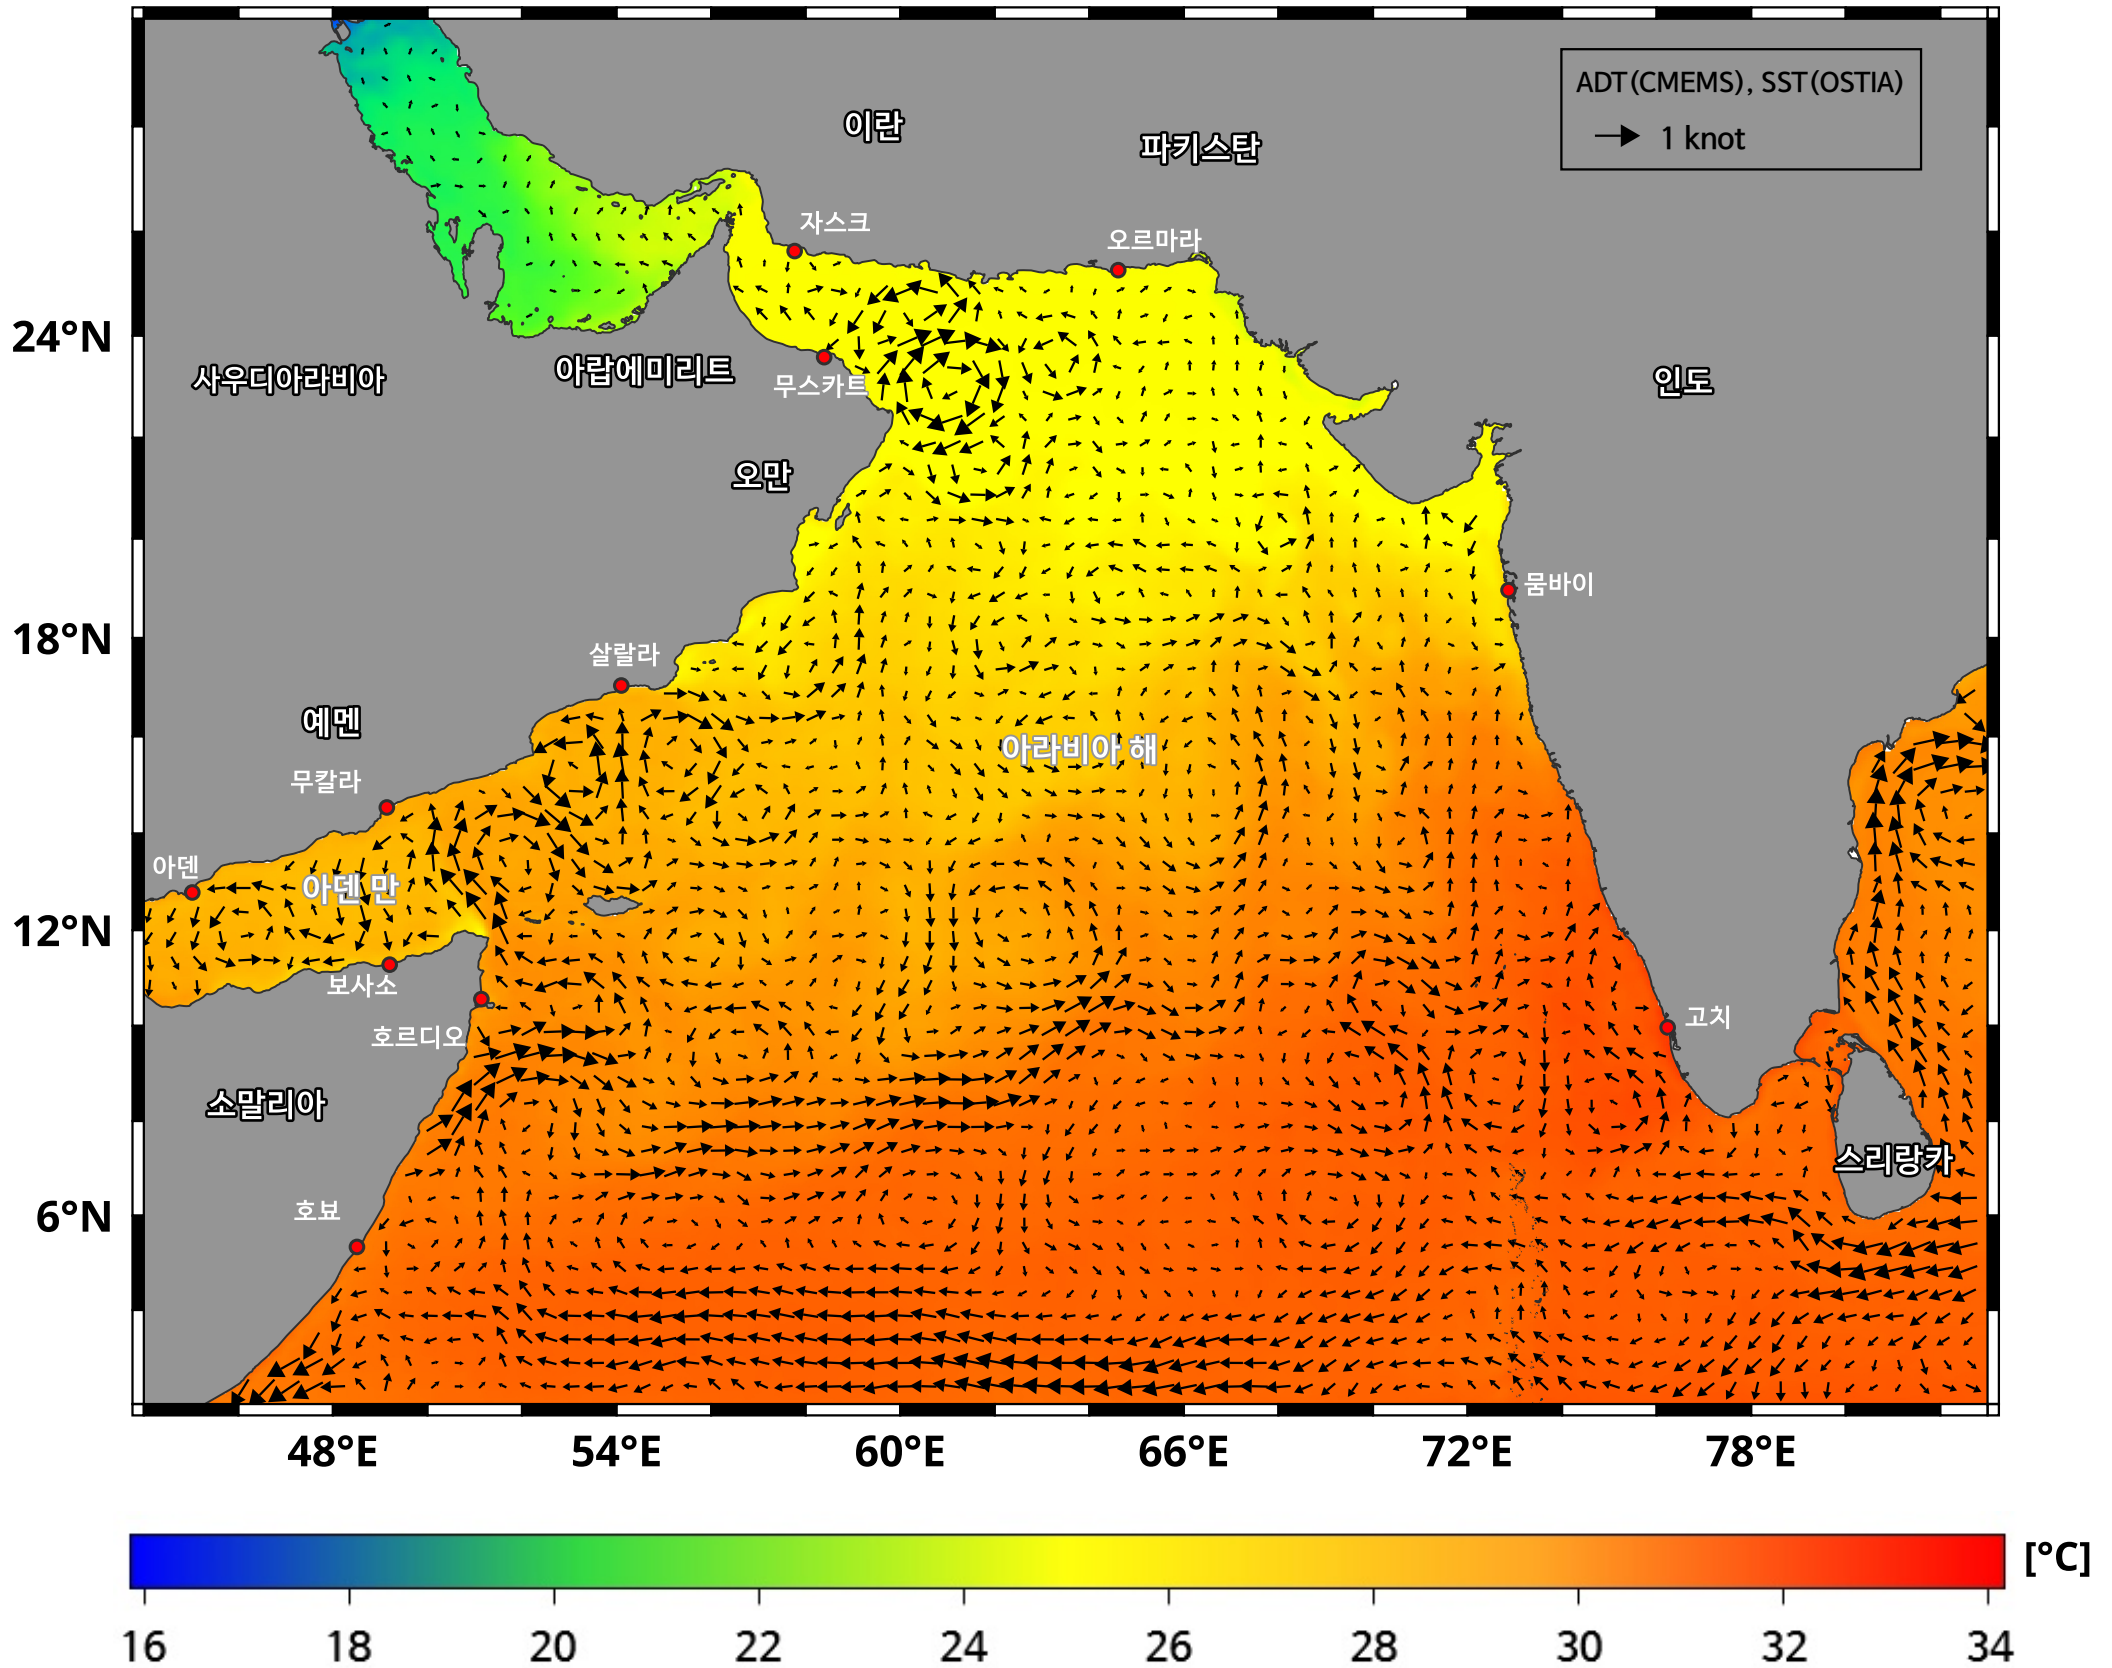 ADT(CMEMS), SST(OSTIA)
1 knot
이란
파키스탄
자스크
오르마라
24°N
사우디아라비아
아랍에미리트
무스카트
인도
오만
뭄바이
18°N
살랄라
예멘
아라비아 해
무칼라
아덴
아덴 만
12°N
보사소
호르디오
고치
소말리아
스리랑카
호뵤
6°N
48°E 54°E 60°E 66°E 72°E 78°E
[°C]
16 18 20 22 24 26 28 30 32 34